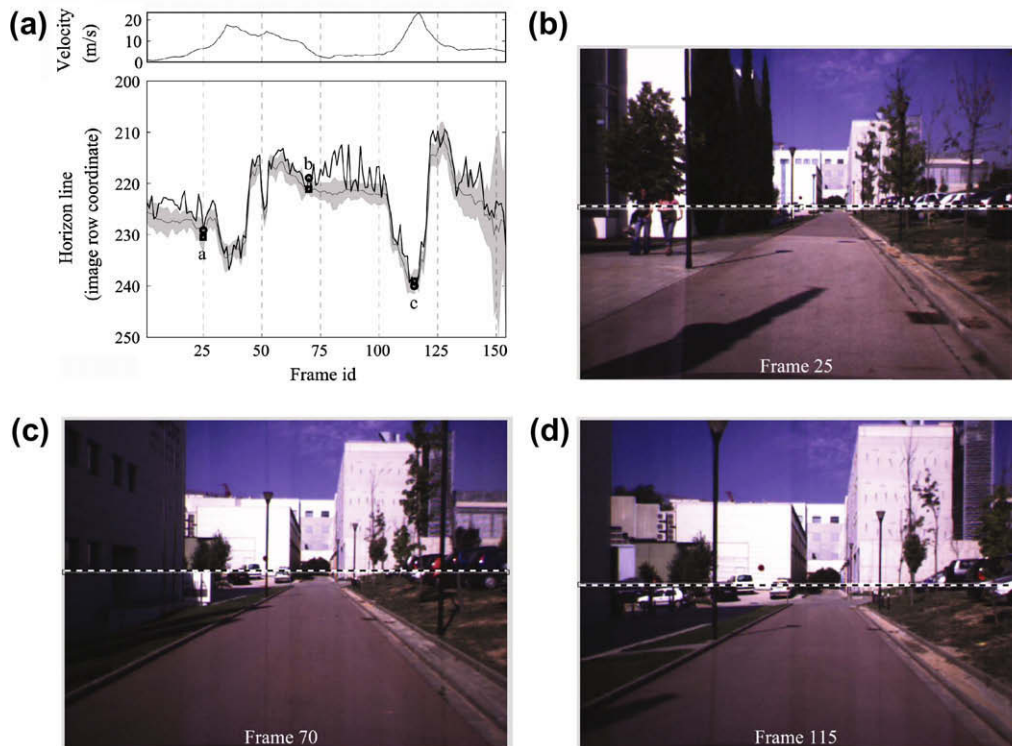 (a)
Velocity
(m/s)
20
10
0
200
210
220
230
240
250
Horizon line
(image row coordinate)
a
b
c
25
50
75
100
125
150
Frame id
(b)
Frame 25
(c)
Frame 70
(d)
Frame 115